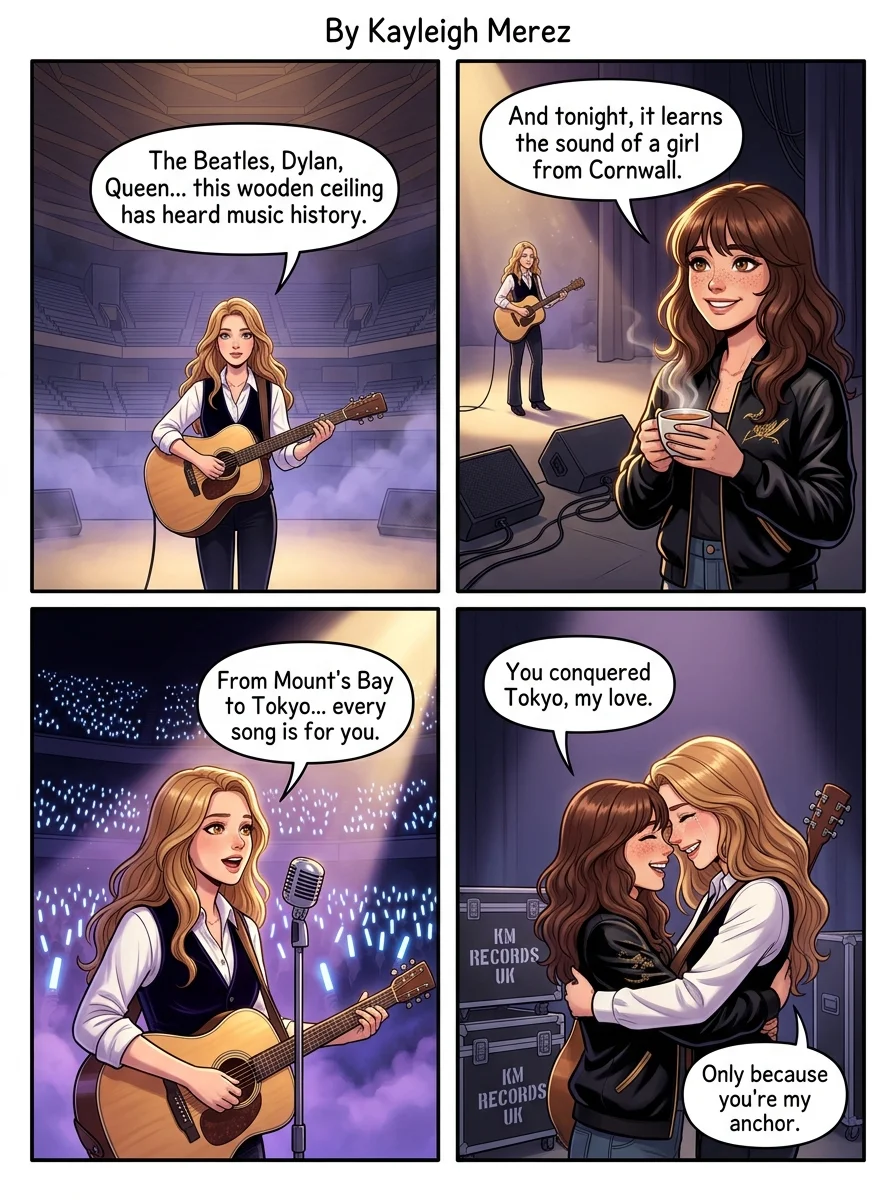 By Kayleigh Merez
The Beatles, Dylan,
Queen... this wooden ceiling
has heard music history.
And tonight, it learns
the sound of a girl
from Cornwall.
From Mount's Bay
to Tokyo... every
song is for you.
You conquered
Tokyo, my love.
KM
RECORDS
UK
KM
RECORDS
UK
Only because
you're my
anchor.